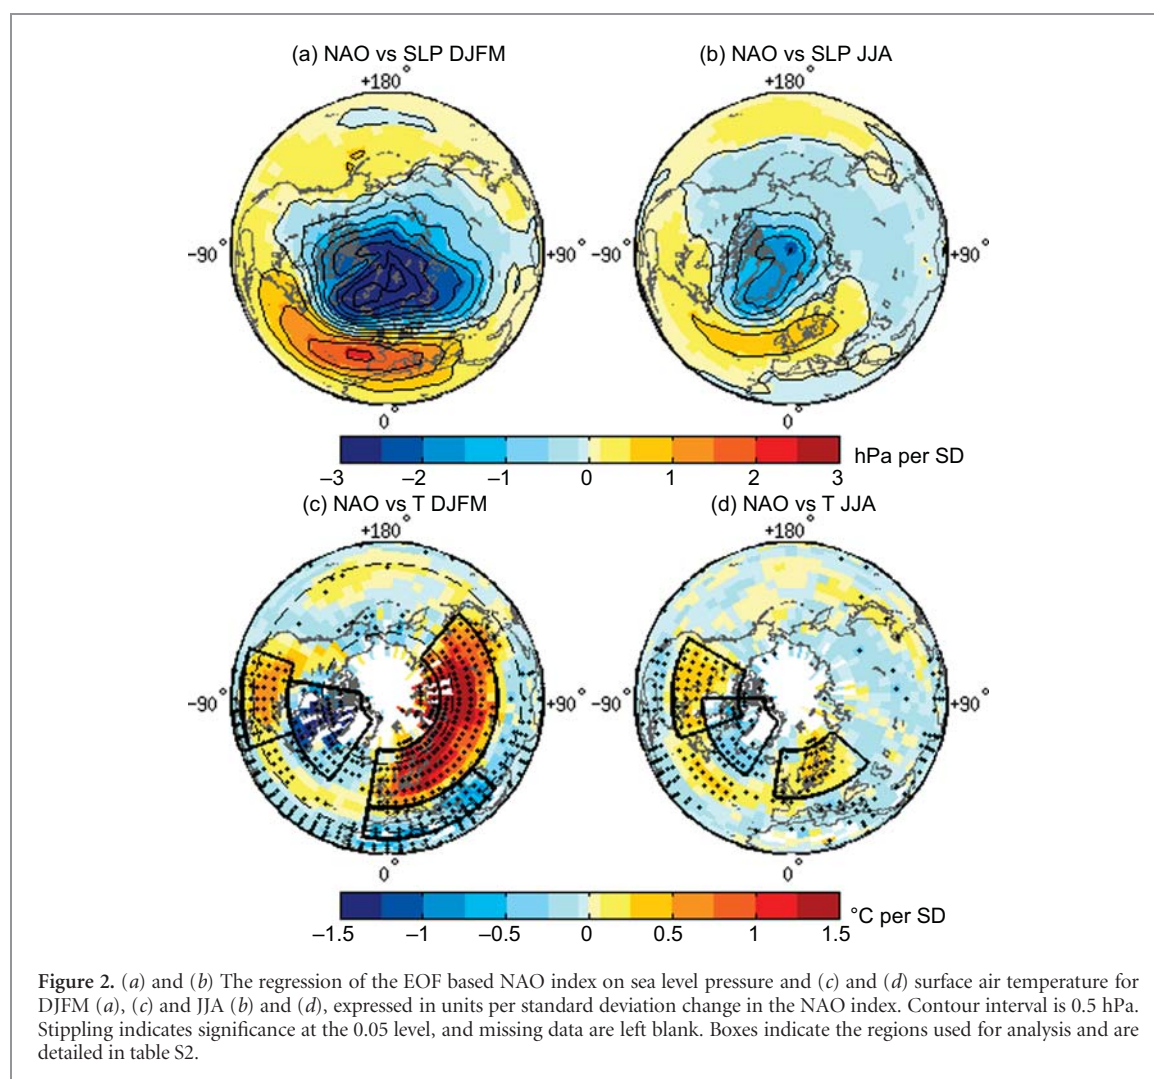 (a) NAO vs SLP DJFM
(b) NAO vs SLP JJA
+180°
+180°
−90°
+90°
−90°
+90°
0°
0°
−3 −2 −1 0 1 2 3
hPa per SD
(c) NAO vs T DJFM
(d) NAO vs T JJA
+180°
+180°
−90°
+90°
−90°
+90°
0°
0°
−1.5 −1 −0.5 0 0.5 1 1.5
°C per SD
Figure 2. (a) and (b) The regression of the EOF based NAO index on sea level pressure and (c) and (d) surface air temperature for
DJFM (a), (c) and JJA (b) and (d), expressed in units per standard deviation change in the NAO index. Contour interval is 0.5 hPa.
Stippling indicates significance at the 0.05 level, and missing data are left blank. Boxes indicate the regions used for analysis and are
detailed in table S2.